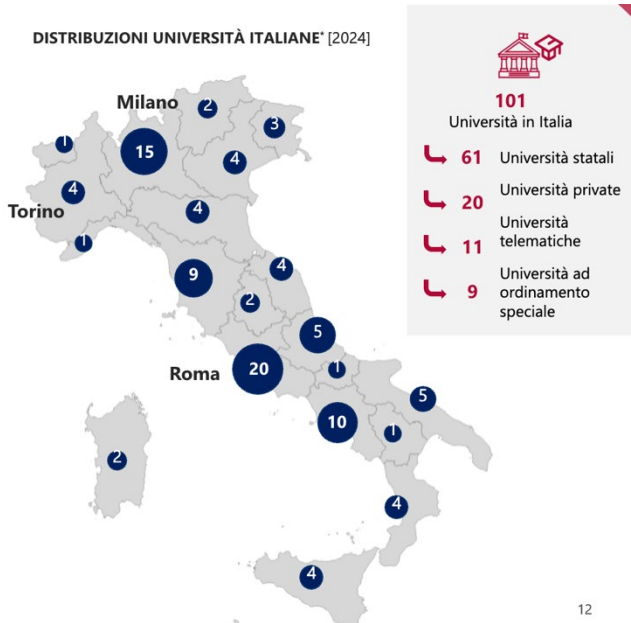 DISTRIBUZIONI UNIVERSITÀ ITALIANE* [2024]
Milano
2
3
1
15
4
4
Torino
4
1
9
4
2
5
Roma
20
1
5
10
1
2
4
4
101
Università in Italia
61 Università statali
20 Università private
11 Università
telematiche
9 Università ad
ordinamento
speciale
12